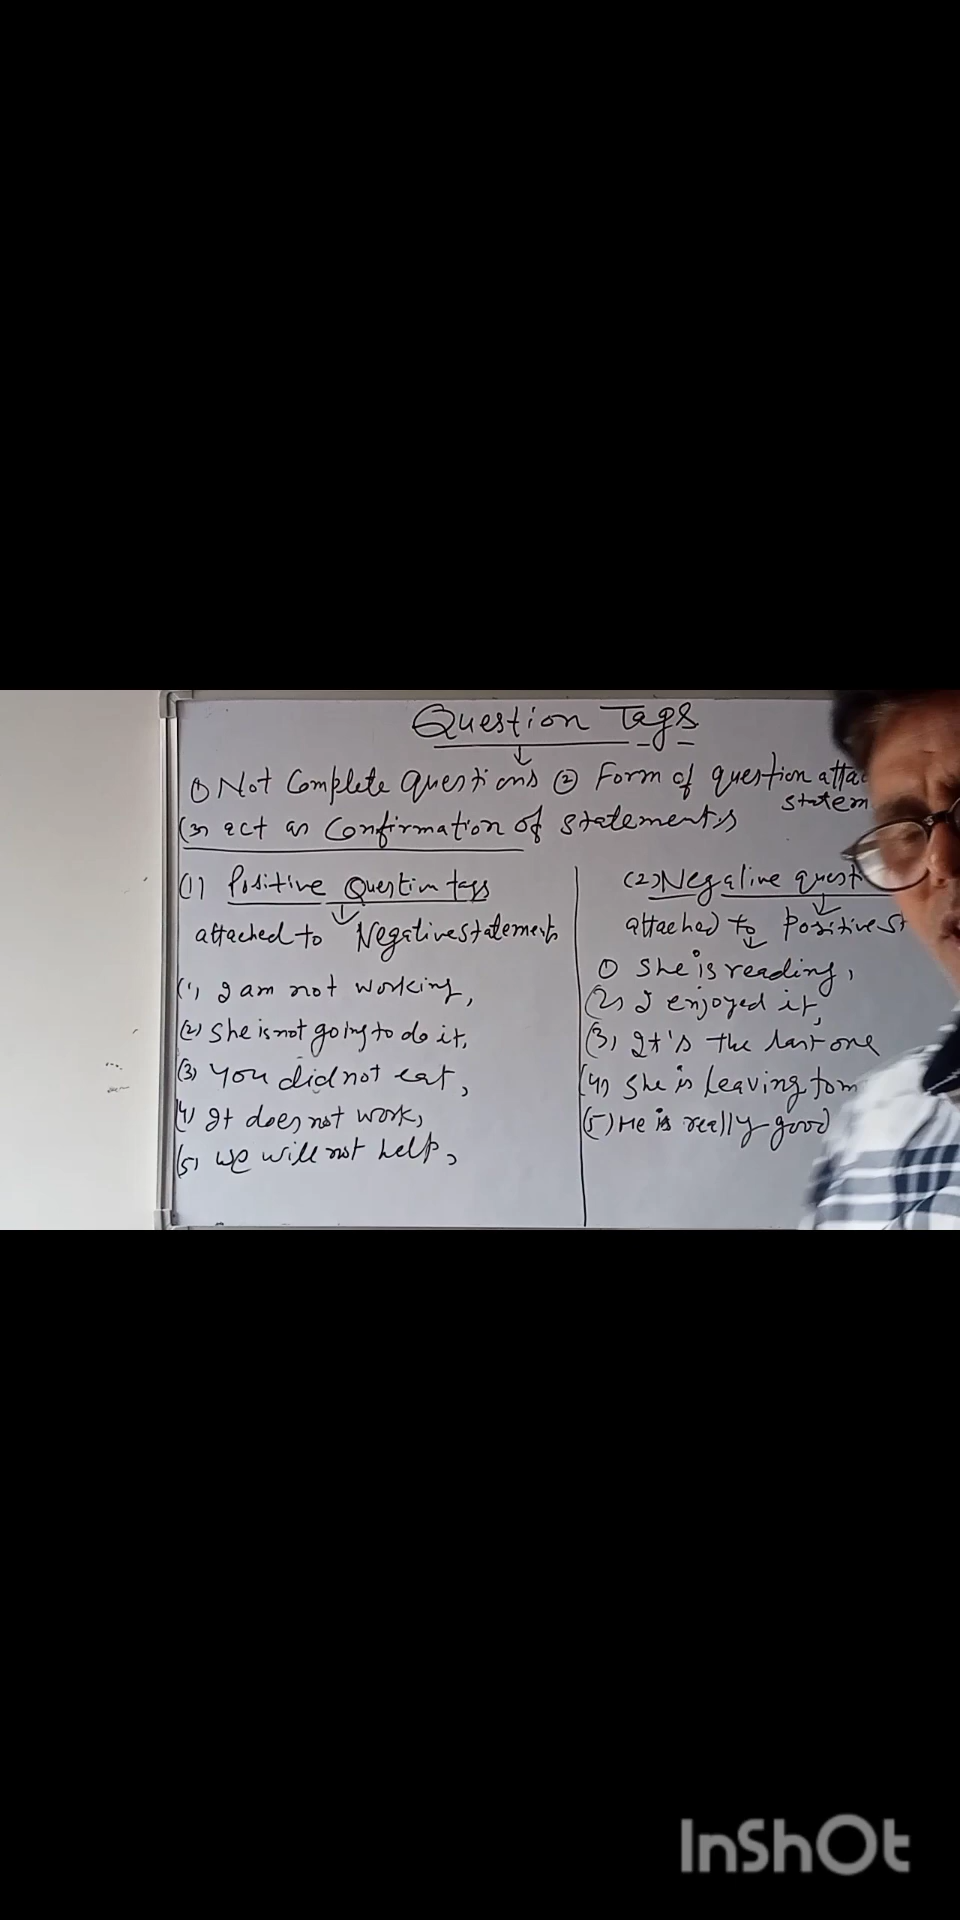 Question Tags
↓
① Not Complete questions ② Form of question attac
statem
(3) act as Confirmation of statements
(1) Positive Question tags
↓
attached to Negative statements
(1) I am not working,
(2) She is not going to do it,
(3) You did not eat,
(4) It does not work,
(5) we will not help,
(2) Negative quest
↓
attached to Positive st
↓
① She is reading,
(2) I enjoyed it,
(3) It's the last one
(4) She is leaving tom
(5) He is really good
InShOt